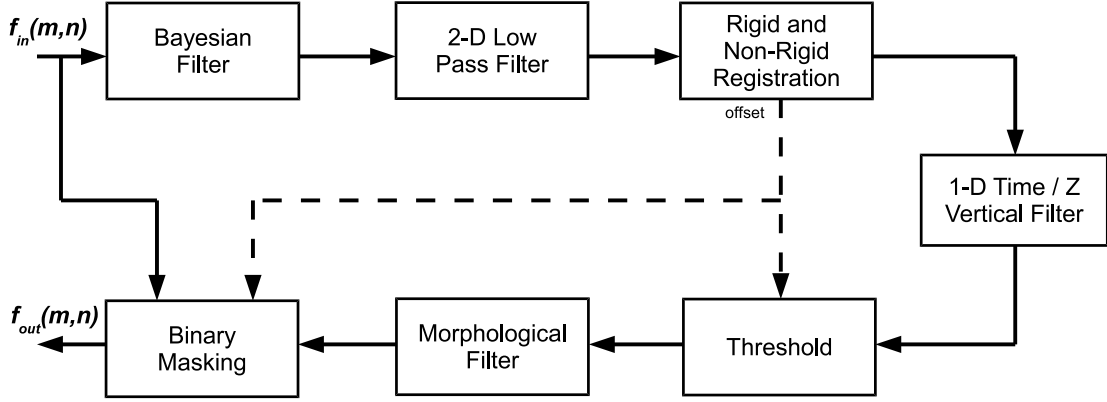 f_in(m,n)
Bayesian
Filter
2-D Low
Pass Filter
Rigid and
Non-Rigid
Registration
offset
1-D Time / Z
Vertical Filter
f_out(m,n)
Binary
Masking
Morphological
Filter
Threshold